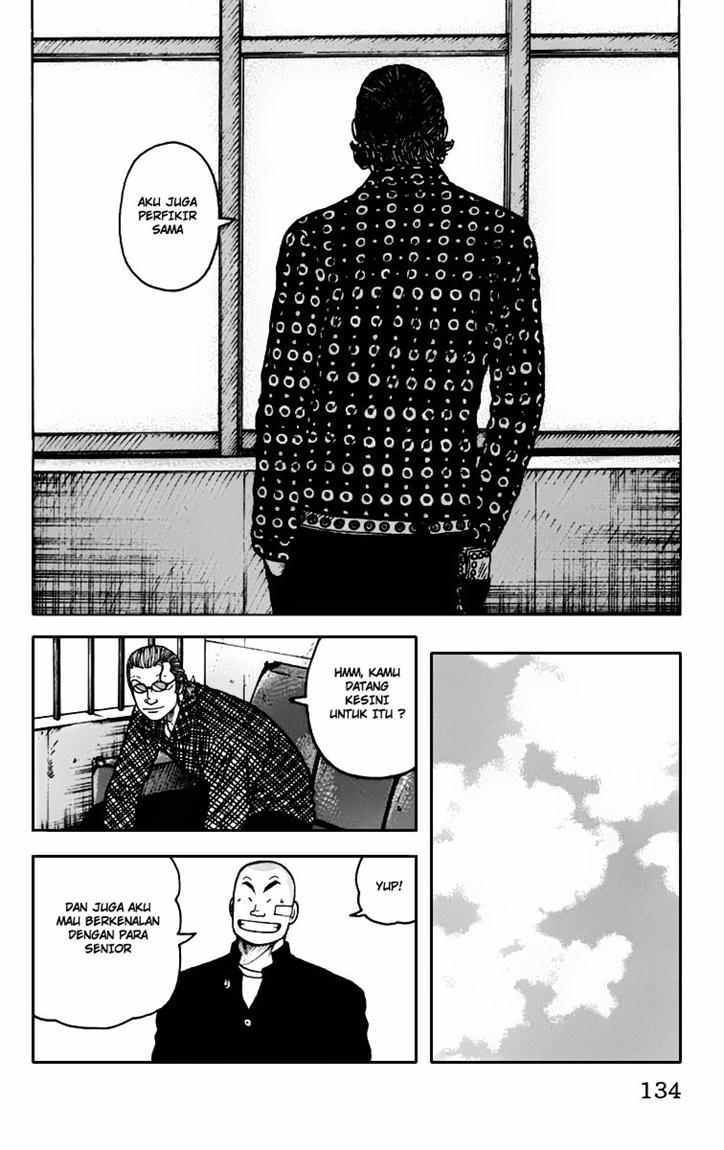 AKU JUGA
PERFIKIR
SAMA
HMM, KAMU
DATANG
KESINI
UNTUK ITU ?
YUP!
DAN JUGA AKU
MAU BERKENALAN
DENGAN PARA
SENIOR
134